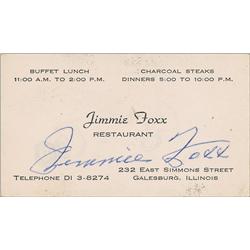 BUFFET LUNCH
11:00 A.M. TO 2:00 P.M.
CHARCOAL STEAKS
DINNERS 5:00 TO 10:00 P.M.
Jimmie Foxx
RESTAURANT
Jimmie Foxx
232 EAST SIMMONS STREET
TELEPHONE DI 3-8274
GALESBURG, ILLINOIS